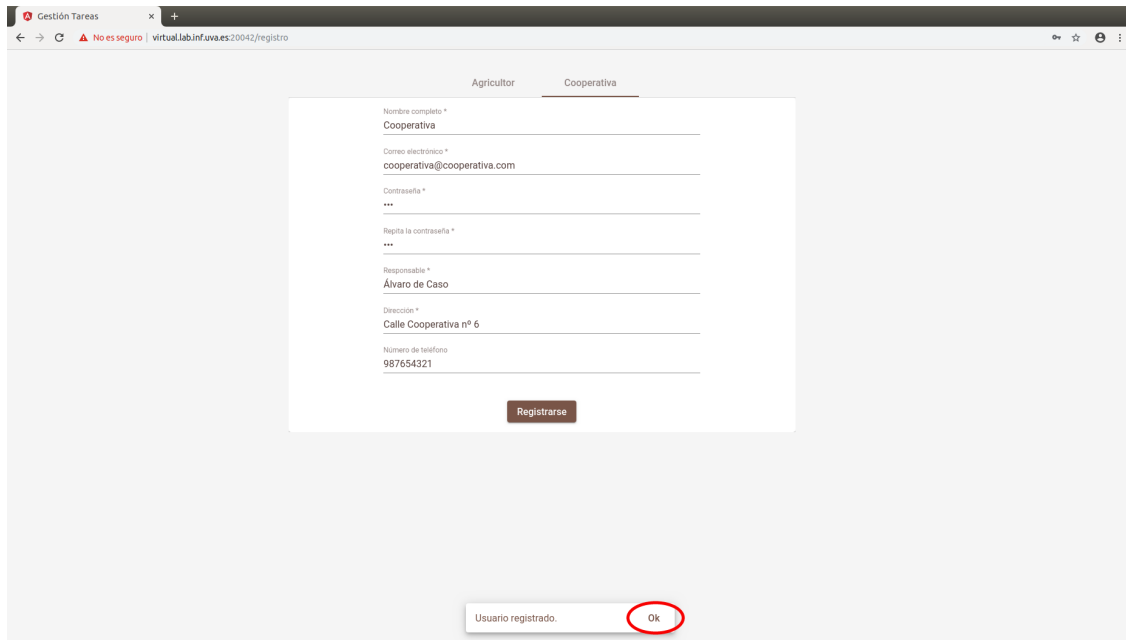 Gestión Tareas
No es seguro | virtual.lab.inf.uva.es:20042/registro
Agricultor Cooperativa
Nombre completo *
Cooperativa
Correo electrónico *
cooperativa@cooperativa.com
Contraseña *
•••
Repita la contraseña *
•••
Responsable *
Álvaro de Caso
Dirección *
Calle Cooperativa nº 6
Número de teléfono
987654321
Registrarse
Usuario registrado. Ok